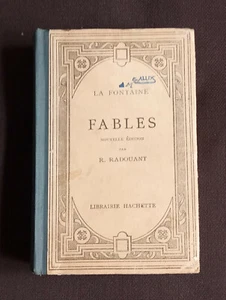 LA FONTAINE
FABLES
NOUVELLE ÉDITION
PAR
R. RADOUANT
LIBRAIRIE HACHETTE